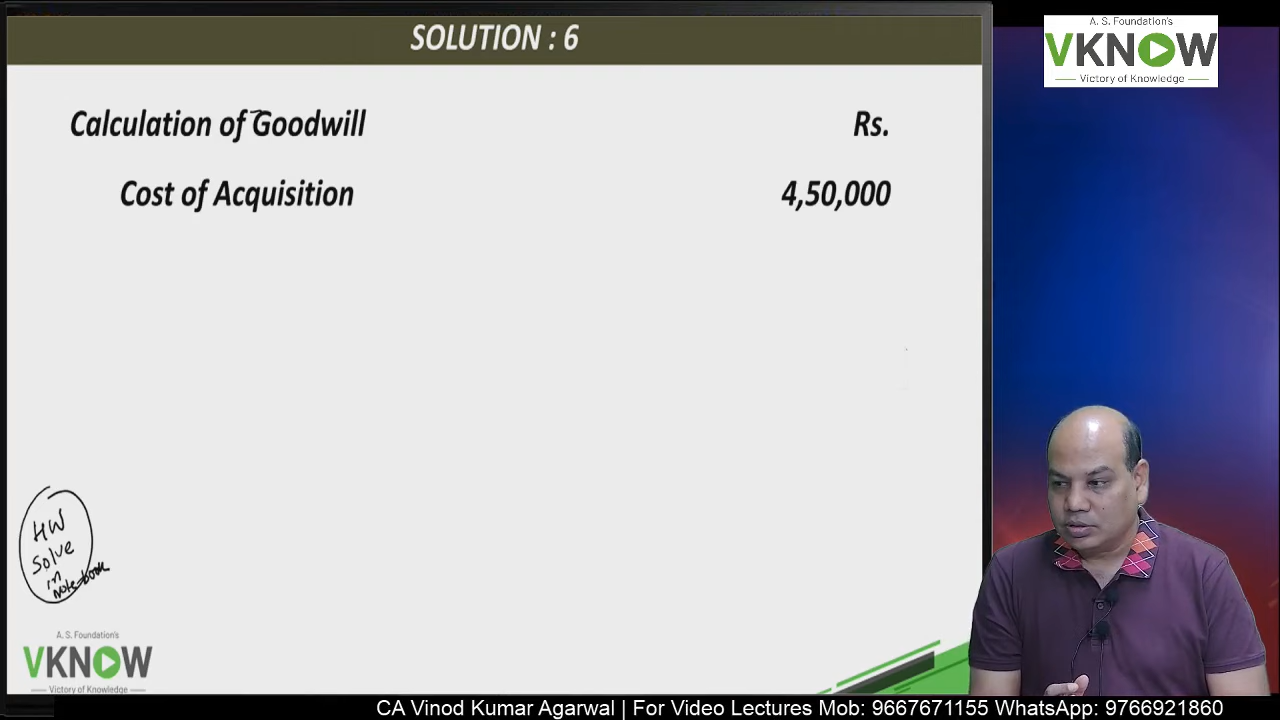 SOLUTION : 6
A. S. Foundation's
VKNOW
Victory of Knowledge
Calculation of Goodwill Rs.
Cost of Acquisition 4,50,000
HW
Solve
in
Note-book
A. S. Foundation's
VKNOW
Victory of Knowledge
CA Vinod Kumar Agarwal | For Video Lectures Mob: 9667671155 WhatsApp: 9766921860